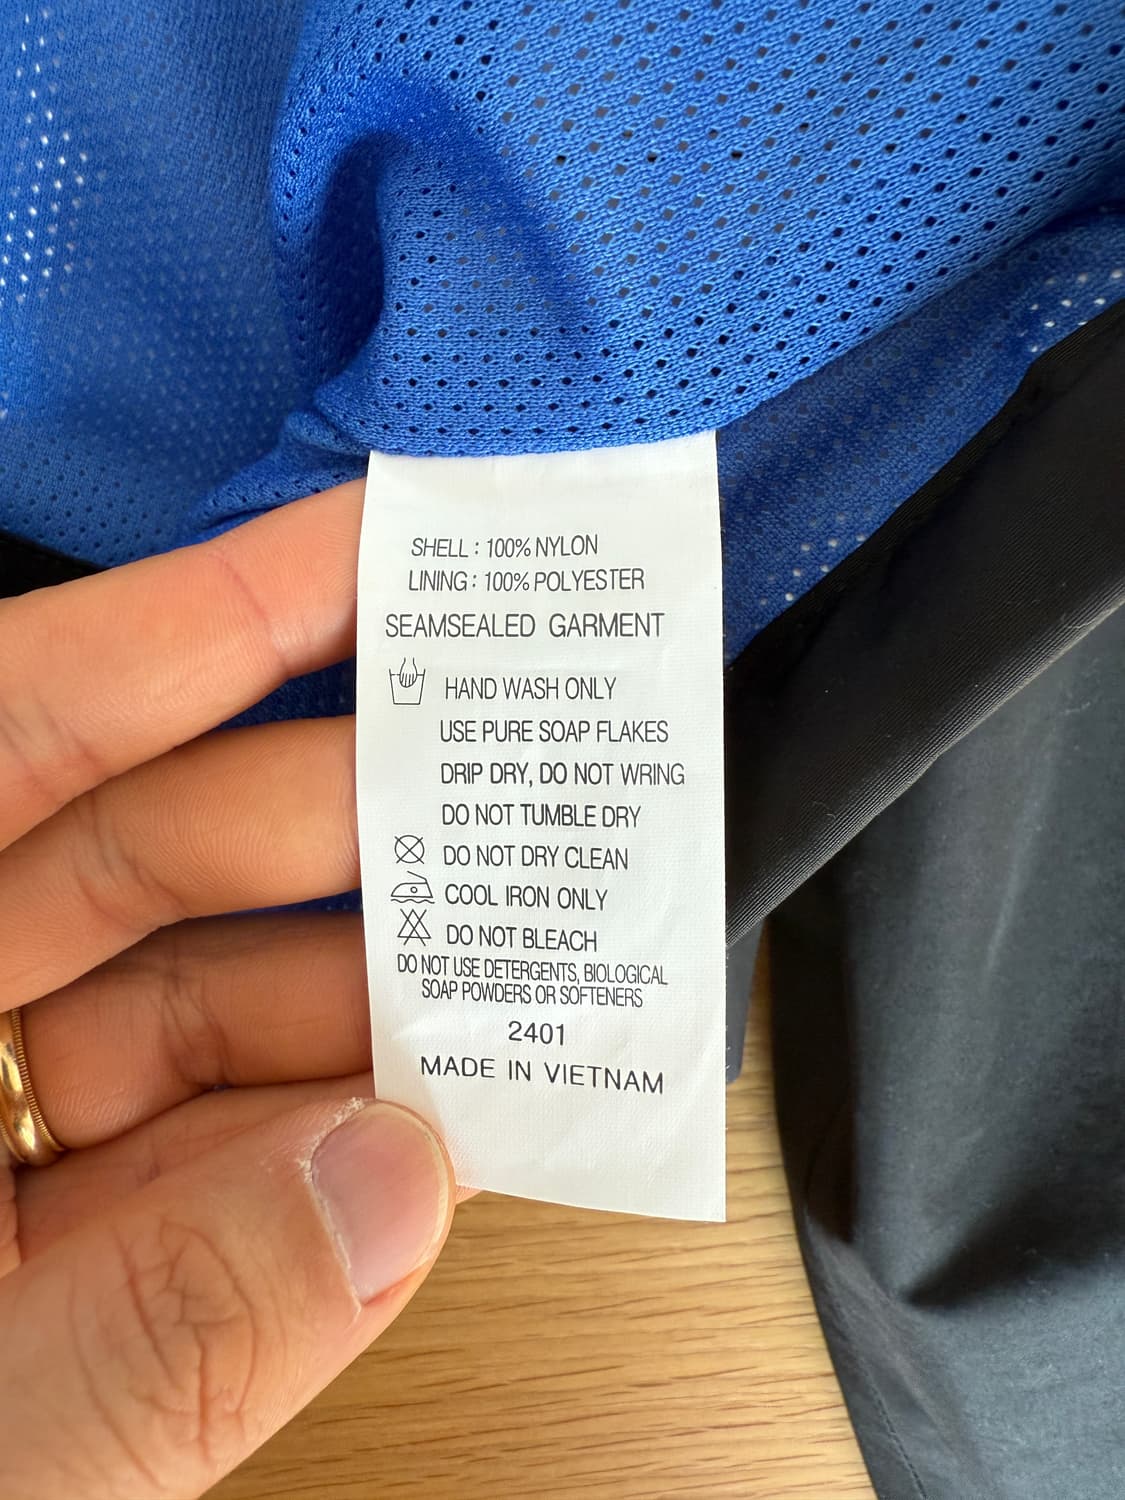 SHELL : 100% NYLON
LINING : 100% POLYESTER
SEAMSEALED GARMENT
HAND WASH ONLY
USE PURE SOAP FLAKES
DRIP DRY, DO NOT WRING
DO NOT TUMBLE DRY
DO NOT DRY CLEAN
COOL IRON ONLY
DO NOT BLEACH
DO NOT USE DETERGENTS, BIOLOGICAL
SOAP POWDERS OR SOFTENERS
2401
MADE IN VIETNAM